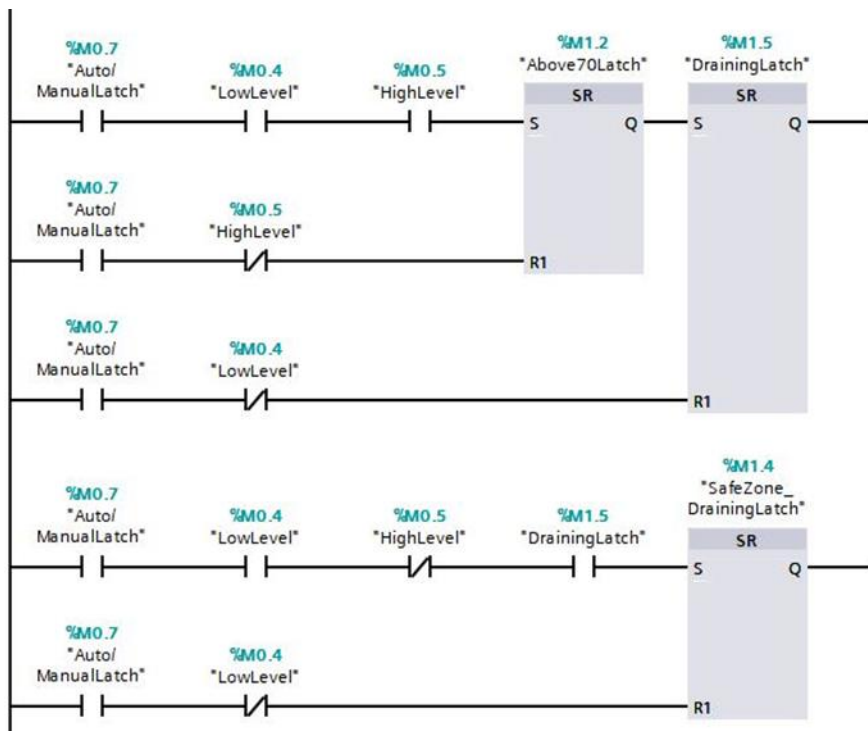 %M0.7
"Auto/
ManualLatch"
%M0.4
"LowLevel"
%M0.5
"HighLevel"
%M1.2
"Above70Latch"
SR
S
Q
%M1.5
"DrainingLatch"
SR
S
Q
%M0.7
"Auto/
ManualLatch"
%M0.5
"HighLevel"
R1
%M0.7
"Auto/
ManualLatch"
%M0.4
"LowLevel"
R1
%M0.7
"Auto/
ManualLatch"
%M0.4
"LowLevel"
%M0.5
"HighLevel"
%M1.5
"DrainingLatch"
%M1.4
"SafeZone_
DrainingLatch"
SR
S
Q
%M0.7
"Auto/
ManualLatch"
%M0.4
"LowLevel"
R1